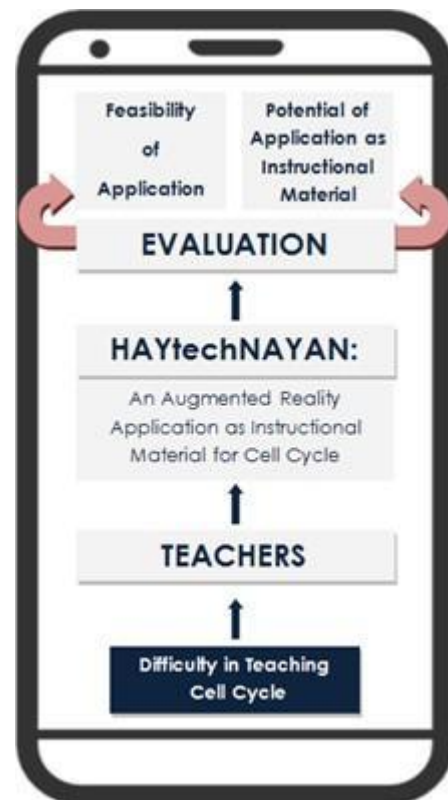 Feasibility
of
Application
Potential of
Application as
Instructional
Material
EVALUATION
HAYtechNAYAN:
An Augmented Reality
Application as Instructional
Material for Cell Cycle
TEACHERS
Difficulty in Teaching
Cell Cycle